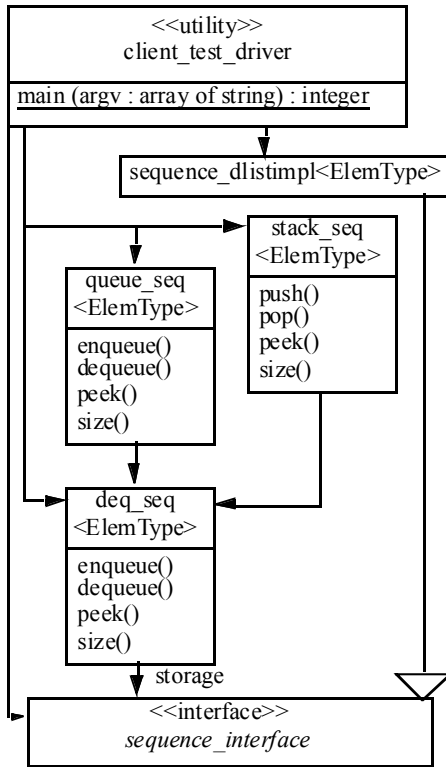 <<utility>>
client_test_driver
main (argv : array of string) : integer
sequence_dlistimpl<ElemType>
stack_seq
<ElemType>
push()
pop()
peek()
size()
queue_seq
<ElemType>
enqueue()
dequeue()
peek()
size()
deq_seq
<ElemType>
enqueue()
dequeue()
peek()
size()
storage
<<interface>>
sequence_interface